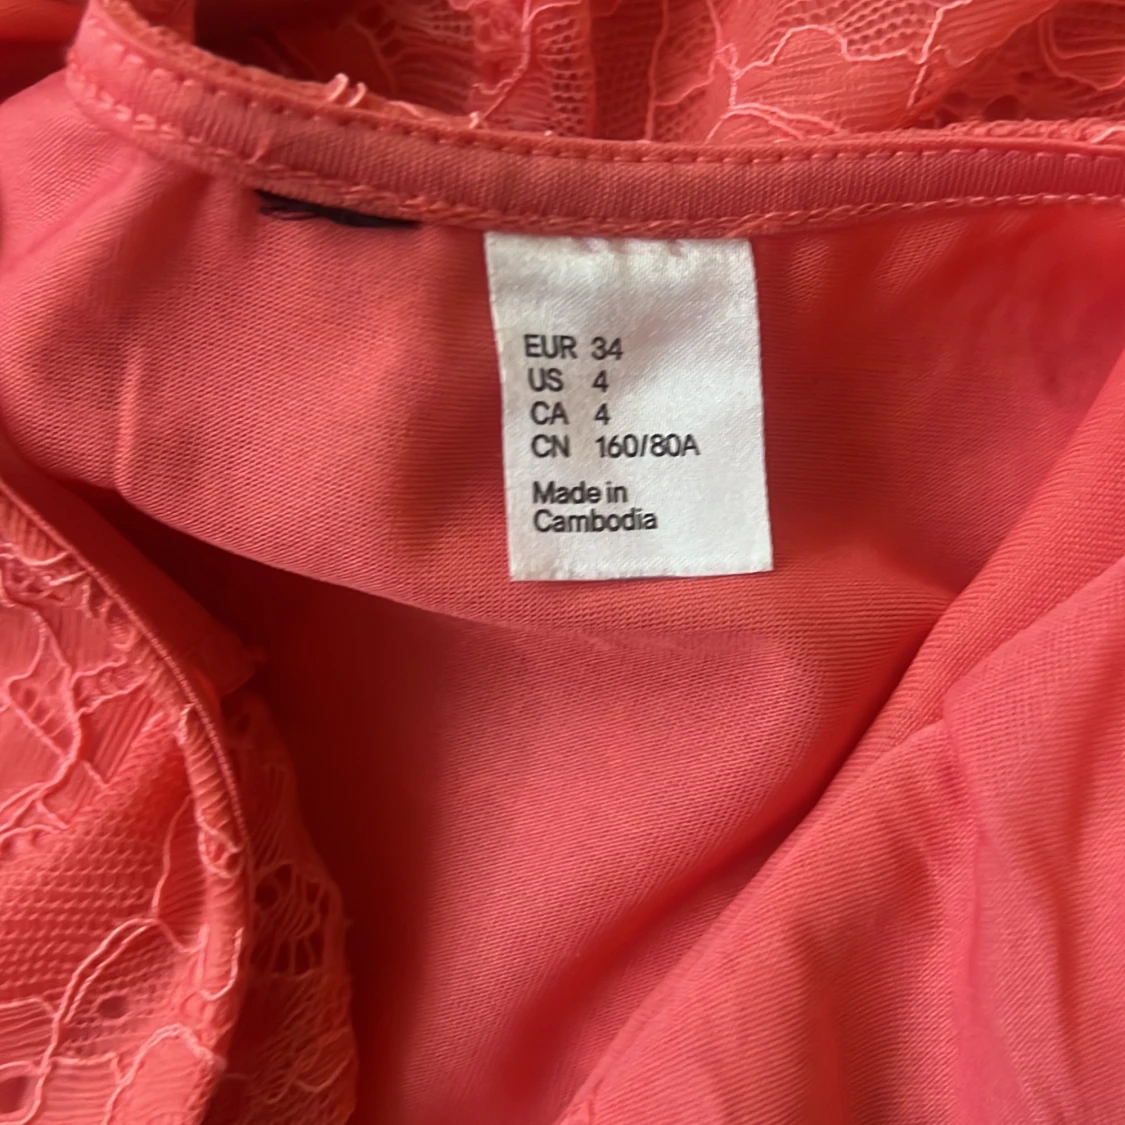 EUR 34
US 4
CA 4
CN 160/80A
Made in
Cambodia